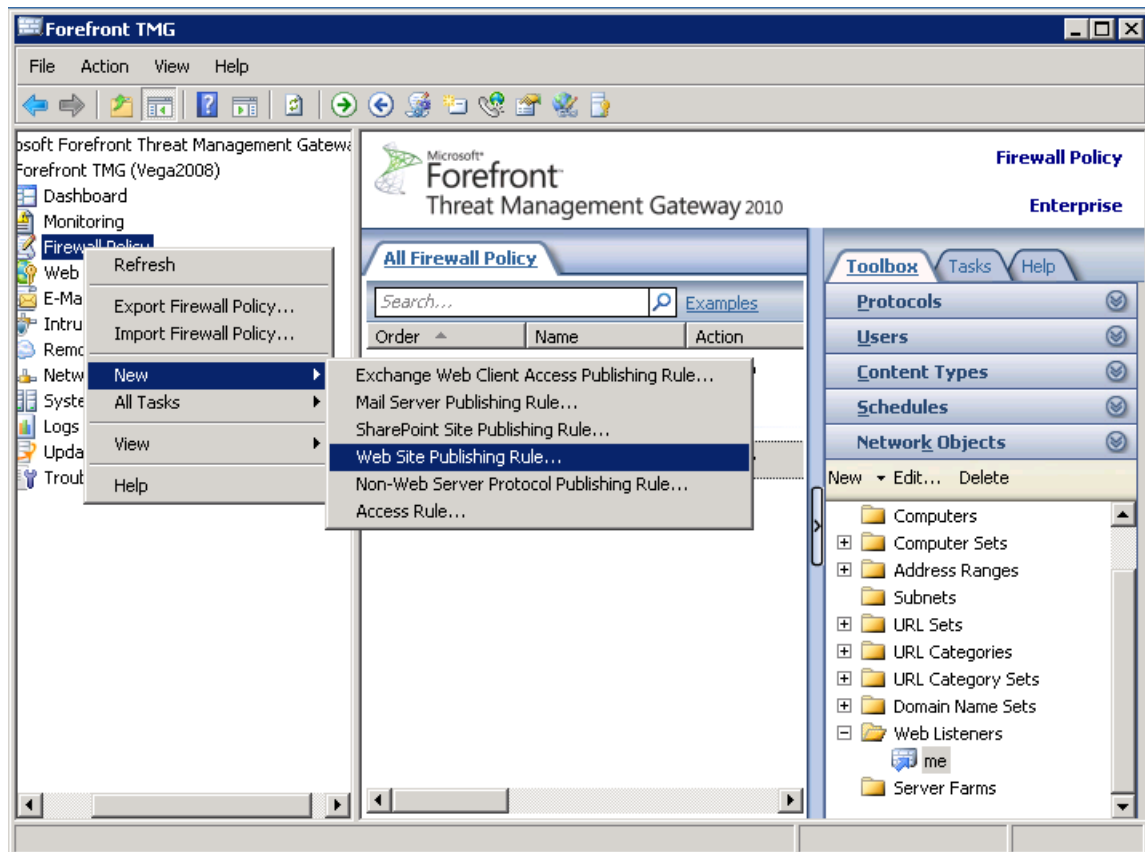 Forefront TMG
File Action View Help
osoft Forefront Threat Management Gatewa
Forefront TMG (Vega2008)
Dashboard
Monitoring
Firewall Policy
Web
E-Ma
Intru
Remo
Netw
Syste
Logs
Upda
Troub
Refresh
Export Firewall Policy...
Import Firewall Policy...
New
All Tasks
View
Help
Exchange Web Client Access Publishing Rule...
Mail Server Publishing Rule...
SharePoint Site Publishing Rule...
Web Site Publishing Rule...
Non-Web Server Protocol Publishing Rule...
Access Rule...
Microsoft
Forefront
Threat Management Gateway 2010
Firewall Policy
Enterprise
All Firewall Policy
Search...
Examples
Order Name Action
Toolbox Tasks Help
Protocols
Users
Content Types
Schedules
Network Objects
New Edit... Delete
Computers
Computer Sets
Address Ranges
Subnets
URL Sets
URL Categories
URL Category Sets
Domain Name Sets
Web Listeners
me
Server Farms